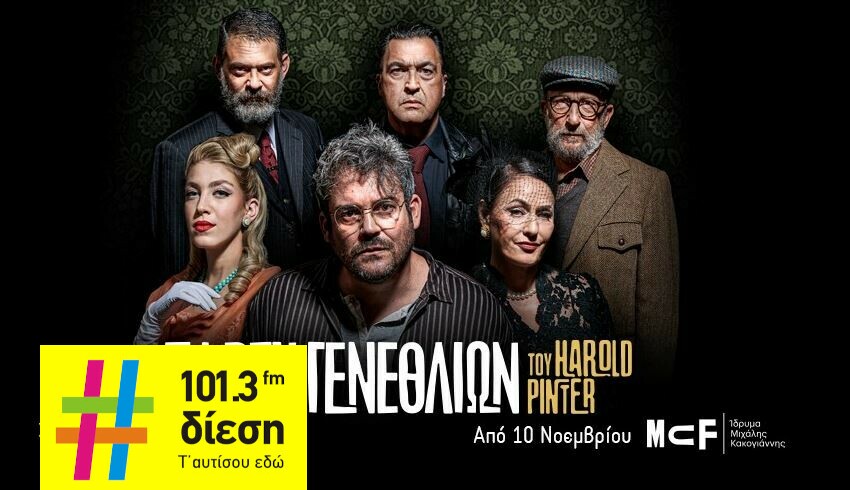 ΓΕΝΕΘΛΙΩΝ
ΤΟΥ HAROLD
PINTER
Από 10 Νοεμβρίου
MCF
Ίδρυμα
Μιχάλης
Κακογιάννης
101.3 fm
δίεση
Τ΄αυτίσου εδώ